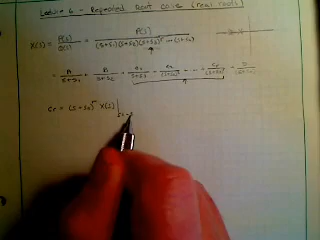 Lecture 6 - Repeated Root case (real roots)
X(s) = P(s) / Q(s) = P(s) / (s+s₁)(s+s₂)(s+s₃)ʳ ... (s+sₙ)
= A/(s+s₁) + B/(s+s₂) + C₁/(s+s₃) + C₂/(s+s₃)² + ... + Cᵣ/(s+s₃)ʳ +
Cᵣ = (s+s₃)ʳ X(s) |